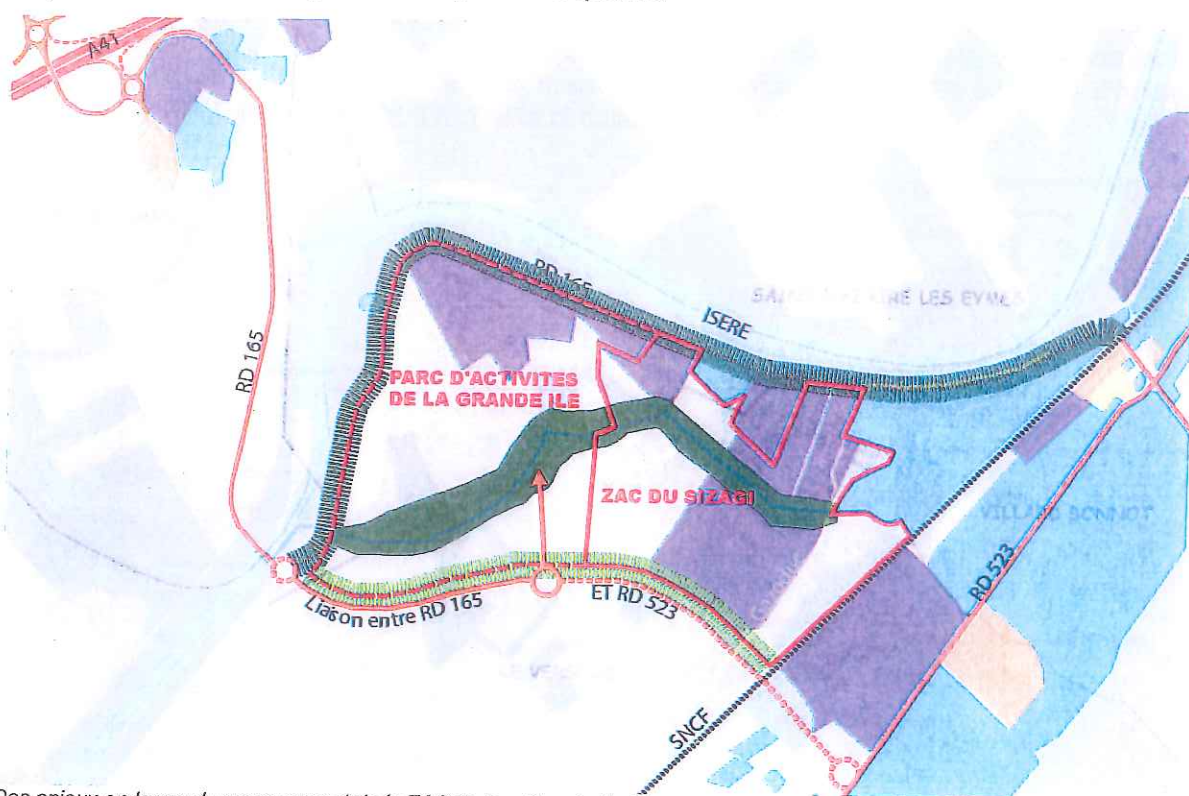 A41
RD 165
RD 165
ISERE
PARC D'ACTIVITES
DE LA GRANDE ILE
ZAC DU SIZAGI
VILLARD BONNOT
RD 523
Liaison entre RD 165
ET RD 523
SNCF